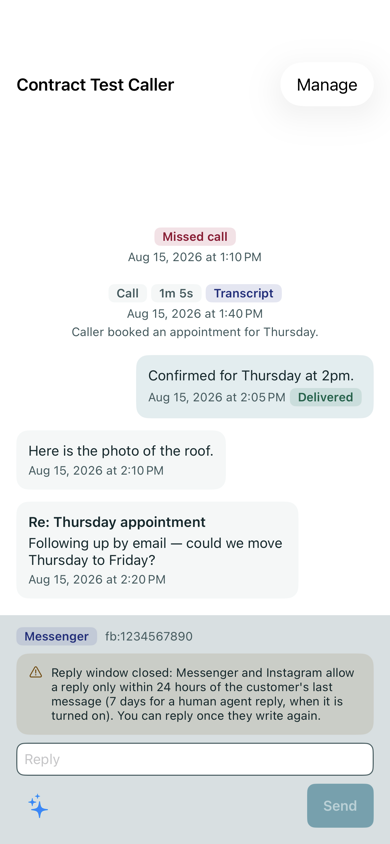 Contract Test Caller
Manage
Missed call
Aug 15, 2026 at 1:10 PM
Call 1m 5s Transcript
Aug 15, 2026 at 1:40 PM
Caller booked an appointment for Thursday.
Confirmed for Thursday at 2pm.
Aug 15, 2026 at 2:05 PM Delivered
Here is the photo of the roof.
Aug 15, 2026 at 2:10 PM
Re: Thursday appointment
Following up by email — could we move
Thursday to Friday?
Aug 15, 2026 at 2:20 PM
Messenger fb:1234567890
Reply window closed: Messenger and Instagram allow
a reply only within 24 hours of the customer's last
message (7 days for a human agent reply, when it is
turned on). You can reply once they write again.
Reply
Send